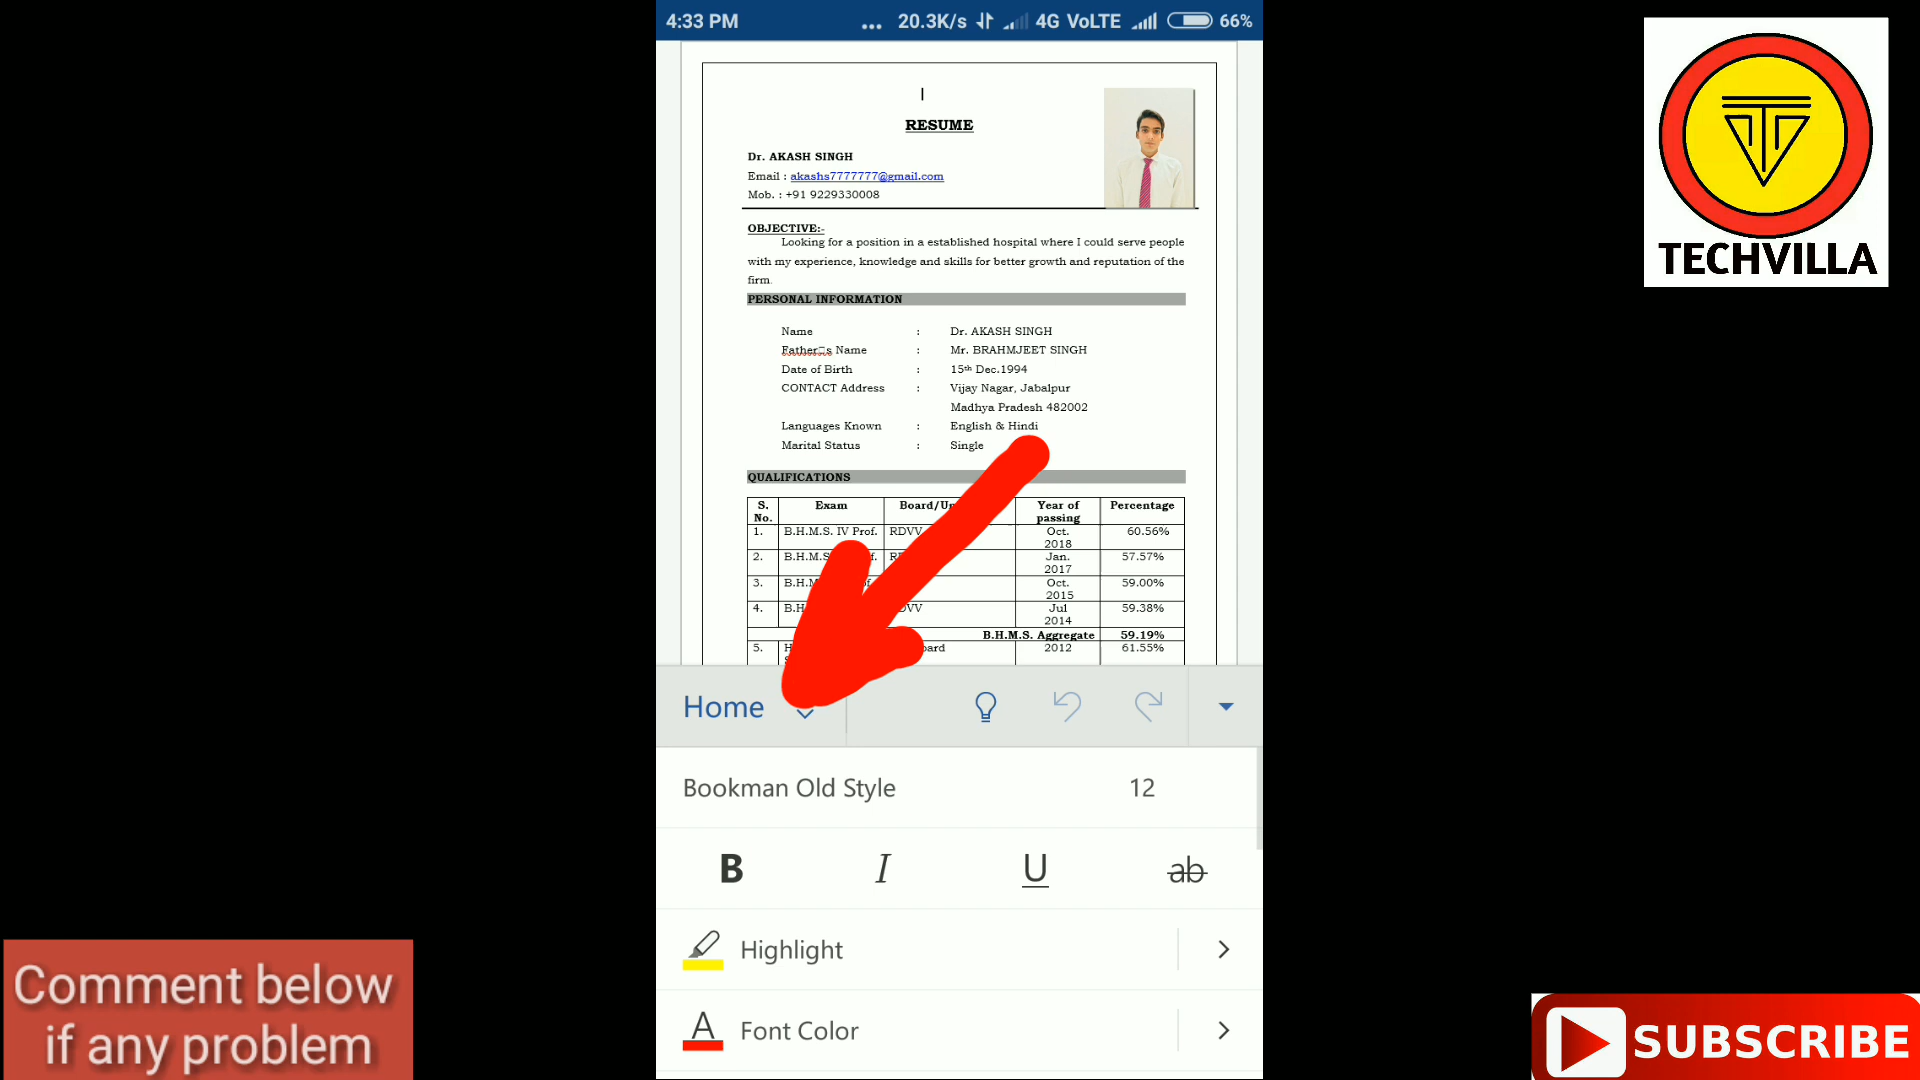 4:33 PM ... 20.3K/s 4G VoLTE 66%
RESUME
Dr. AKASH SINGH
Email : akashs7777777@gmail.com
Mob. : +91 9229330008
OBJECTIVE:-
Looking for a position in a established hospital where I could serve people
with my experience, knowledge and skills for better growth and reputation of the
firm.
PERSONAL INFORMATION
Name : Dr. AKASH SINGH
Father□s Name : Mr. BRAHMJEET SINGH
Date of Birth : 15th Dec.1994
CONTACT Address : Vijay Nagar, Jabalpur
Madhya Pradesh 482002
Languages Known : English & Hindi
Marital Status : Single
QUALIFICATIONS
S. No. Exam Year of passing Percentage
1. B.H.M.S. IV Prof. RDVV Oct. 2018 60.56%
2. Jan. 2017 57.57%
3. Oct. 2015 59.00%
4. Jul 2014 59.38%
B.H.M.S. Aggregate 59.19%
5. 2012 61.55%
Home
Bookman Old Style 12
B I U ab
Highlight
A Font Color
TECHVILLA
Comment below
if any problem
SUBSCRIBE